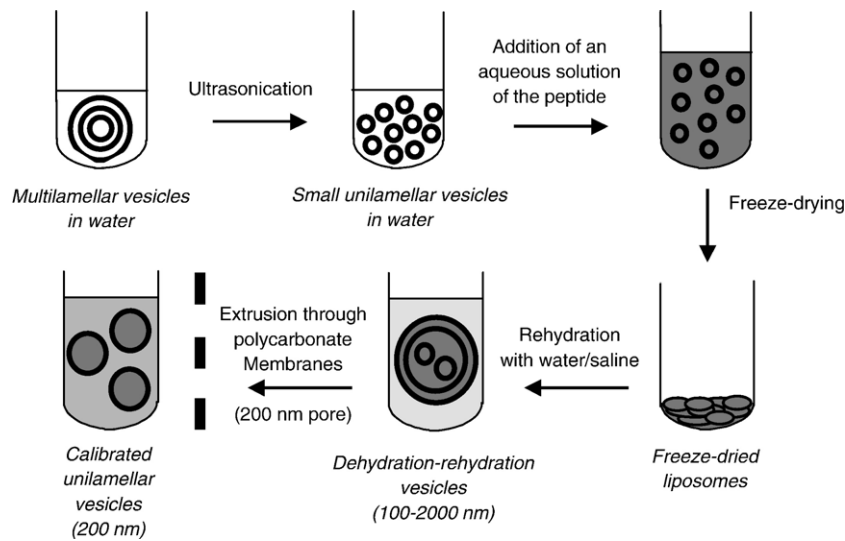 Ultrasonication
Addition of an
aqueous solution
of the peptide
Multilamellar vesicles
in water
Small unilamellar vesicles
in water
Freeze-drying
Extrusion through
polycarbonate
Membranes
(200 nm pore)
Rehydration
with water/saline
Calibrated
unilamellar
vesicles
(200 nm)
Dehydration-rehydration
vesicles
(100-2000 nm)
Freeze-dried
liposomes